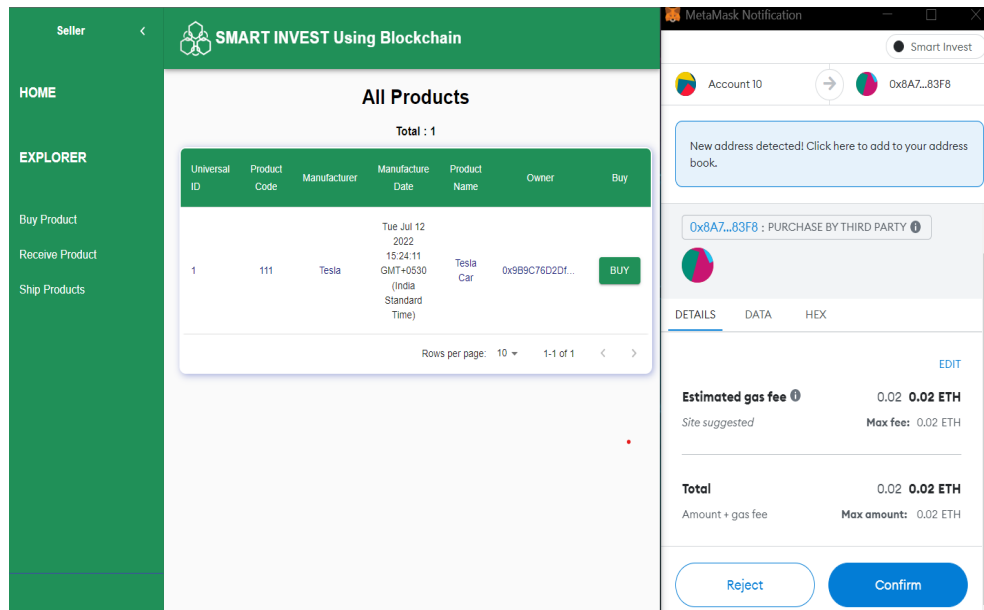 Seller
SMART INVEST Using Blockchain
HOME
EXPLORER
Buy Product
Receive Product
Ship Products
All Products
Total : 1
Universal ID Product Code Manufacturer Manufacture Date Product Name Owner Buy
1 111 Tesla Tue Jul 12 2022 15:24:11 GMT+0530 (India Standard Time) Tesla Car 0x9B9C76D2Df... BUY
Rows per page: 10 1-1 of 1
MetaMask Notification
Smart Invest
Account 10 0x8A7...83F8
New address detected! Click here to add to your address
book.
0x8A7...83F8 : PURCHASE BY THIRD PARTY
DETAILS DATA HEX
EDIT
Estimated gas fee 0.02 0.02 ETH
Site suggested Max fee: 0.02 ETH
Total 0.02 0.02 ETH
Amount + gas fee Max amount: 0.02 ETH
Reject Confirm